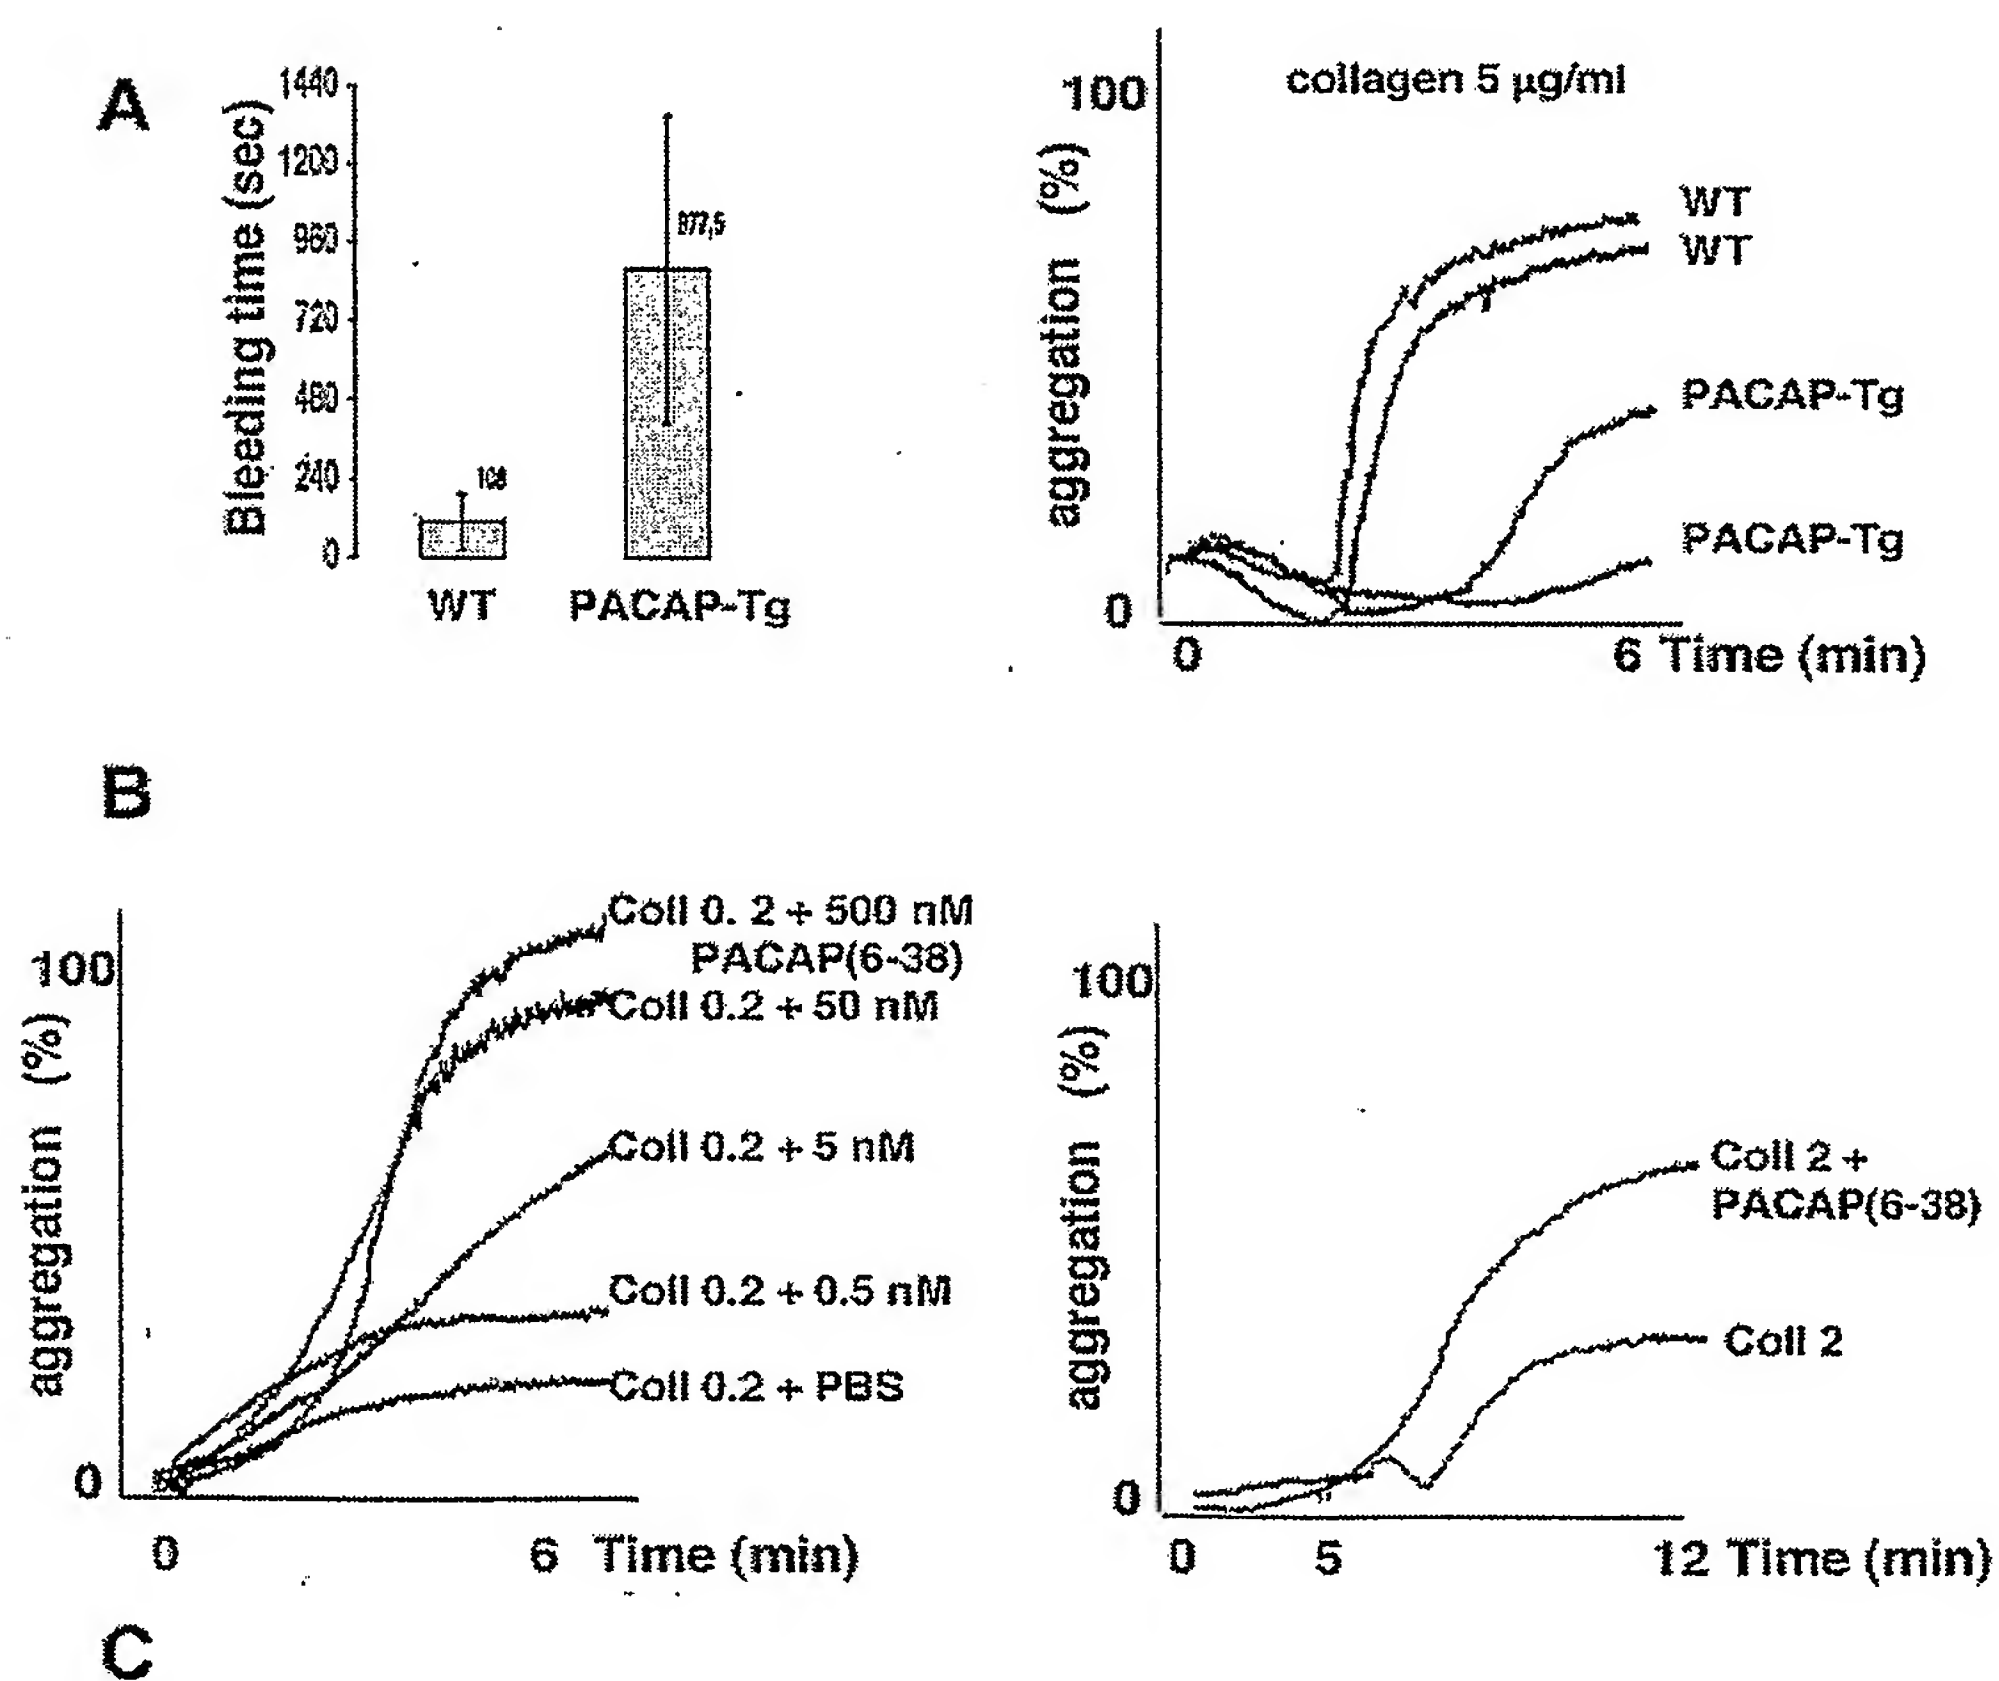 A
Bleeding time (sec)
1440
1200
960
720
480
240
0
108
877,5
WT
PACAP-Tg
collagen 5 µg/ml
aggregation (%)
100
0
WT
WT
PACAP-Tg
PACAP-Tg
0
6 Time (min)
B
aggregation (%)
100
0
Coll 0. 2 + 500 nM
PACAP(6-38)
Coll 0.2 + 50 nM
Coll 0.2 + 5 nM
Coll 0.2 + 0.5 nM
Coll 0.2 + PBS
0
6 Time (min)
aggregation (%)
100
0
Coll 2 +
PACAP(6-38)
Coll 2
0
5
12 Time (min)
C